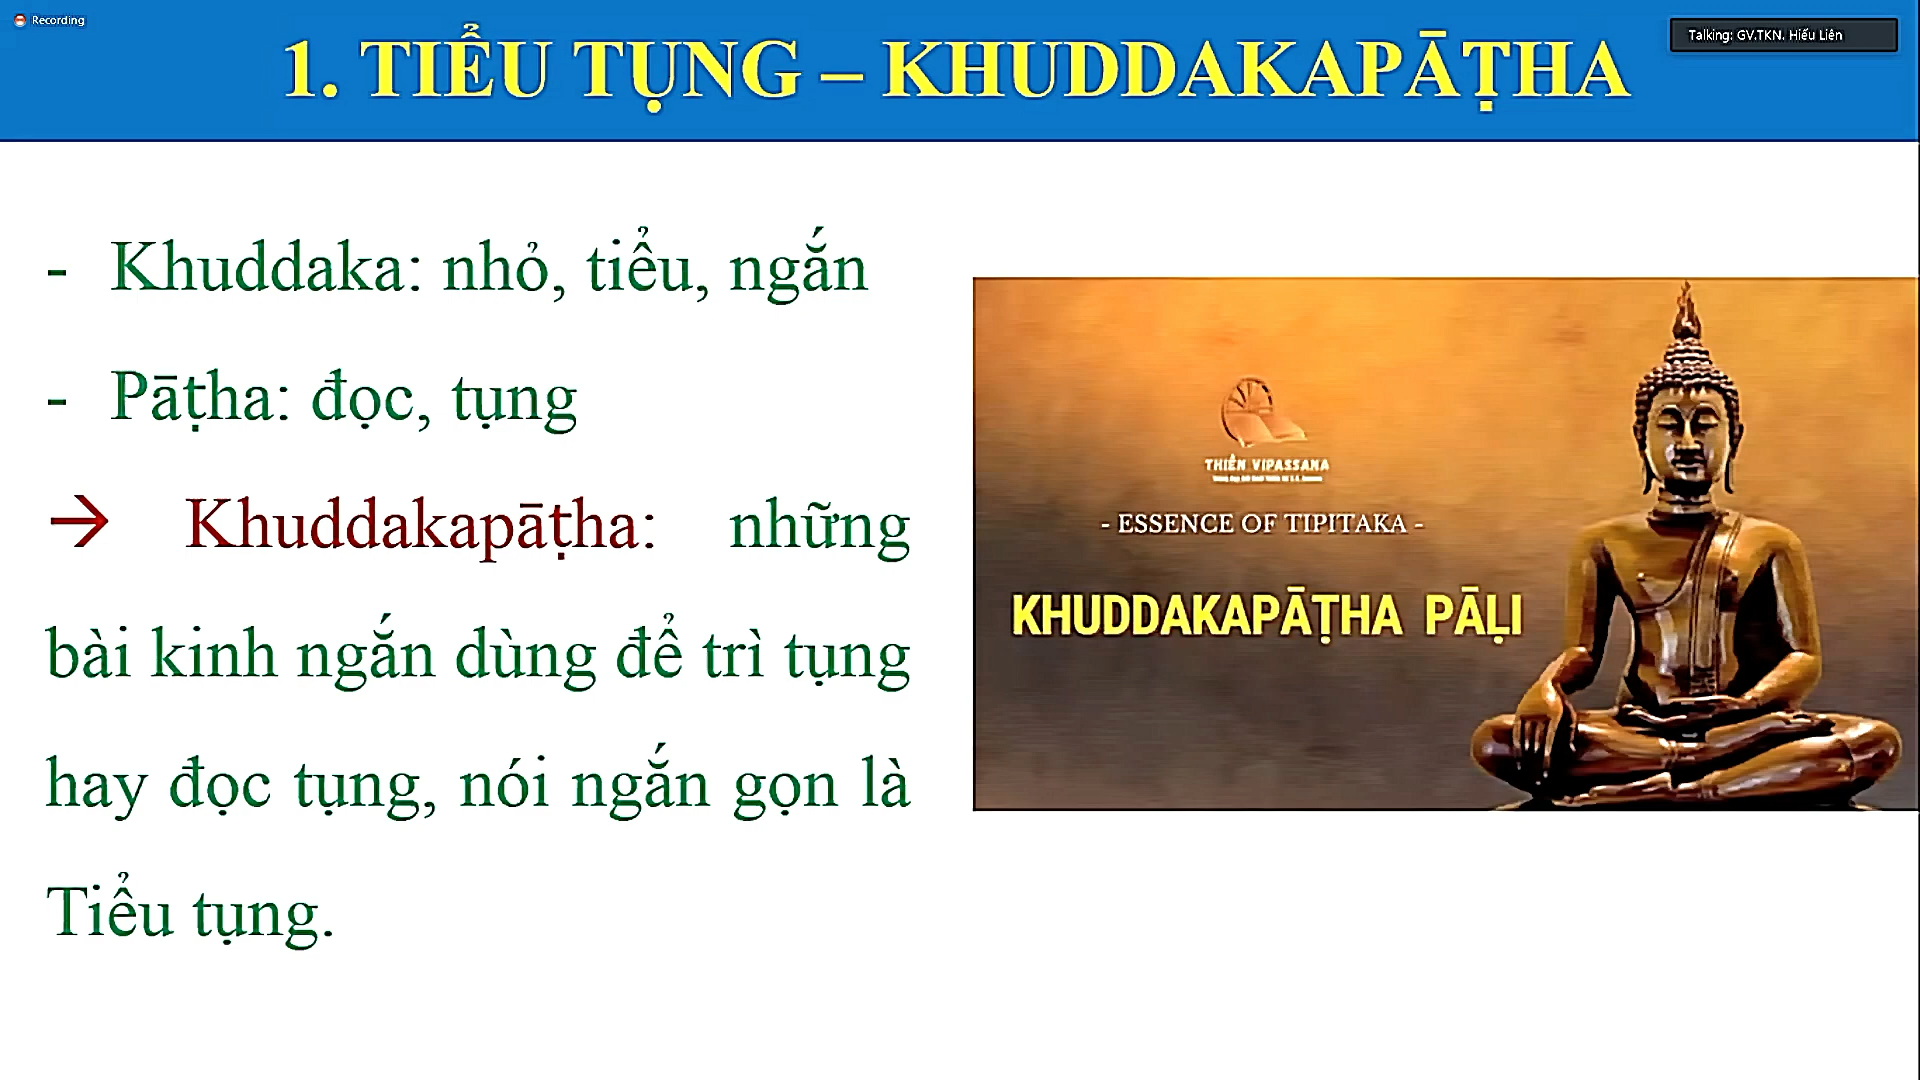 Recording
Talking: GV.TKN. Hiếu Liên
1. TIỂU TỤNG – KHUDDAKAPĀṬHA
- Khuddaka: nhỏ, tiểu, ngắn
- Pāṭha: đọc, tụng
→ Khuddakapāṭha: những
bài kinh ngắn dùng để trì tụng
hay đọc tụng, nói ngắn gọn là
Tiểu tụng.
THIỀN VIPASSANA
- ESSENCE OF TIPITAKA -
KHUDDAKAPĀṬHA PĀḶI